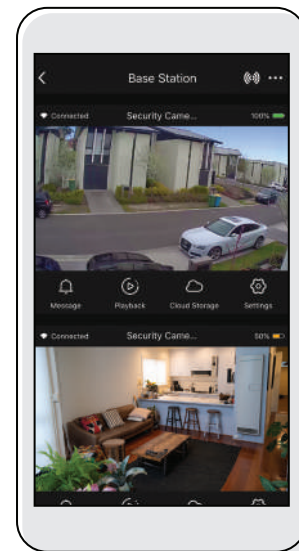 Base Station
Connected Security Came... 100%
Message Playback Cloud Storage Settings
Connected Security Came... 50%